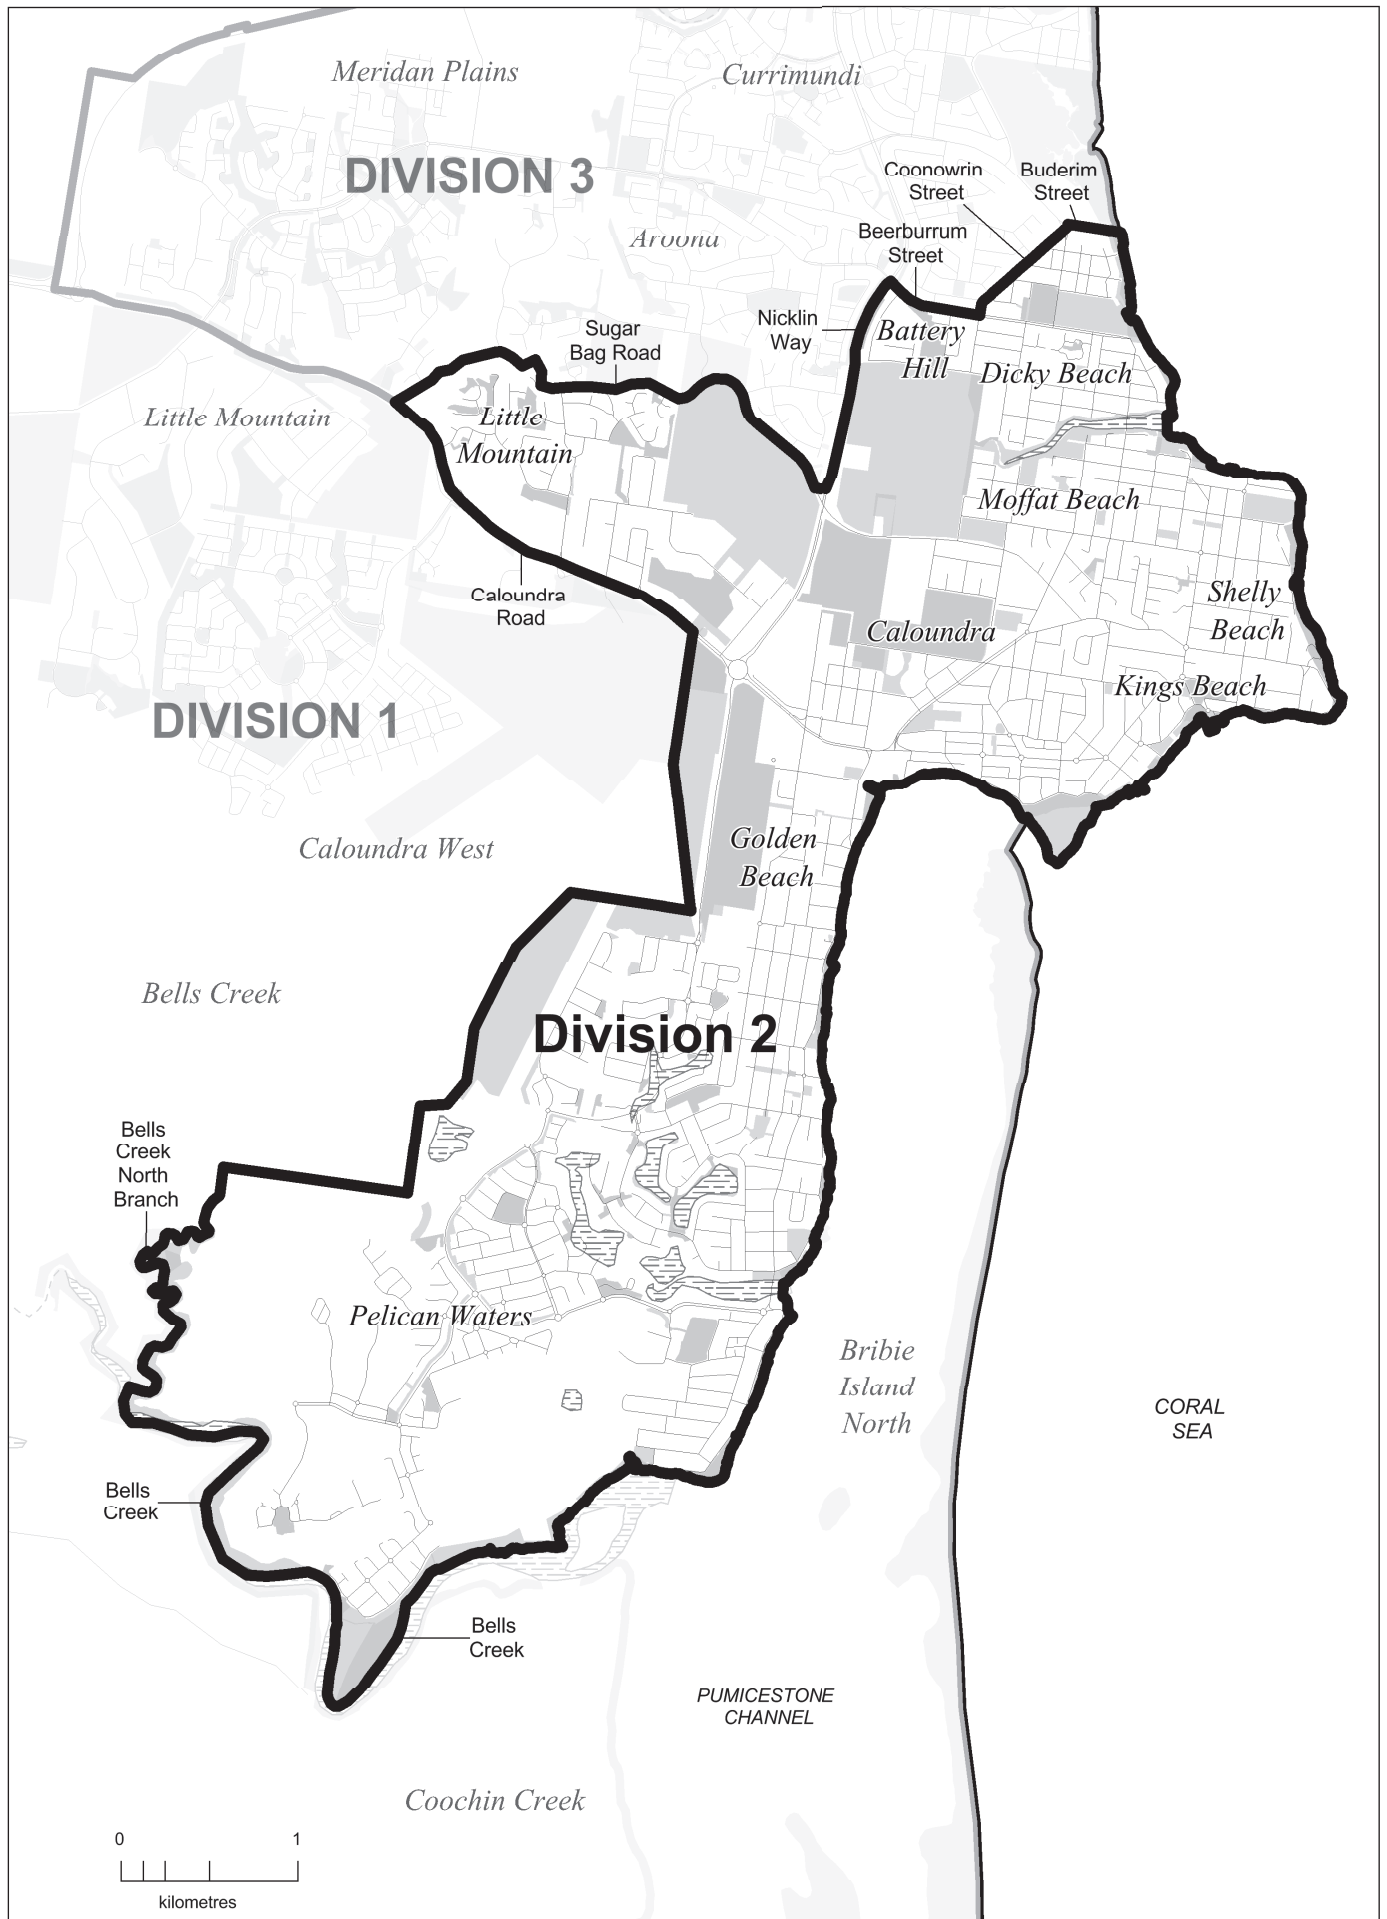 Meridan Plains
Currimundi
DIVISION 3
Coonowrin
Street
Buderim
Street
Aroona
Beerburrum
Street
Nicklin
Way
Sugar
Bag Road
Battery
Hill
Dicky Beach
Little Mountain
Little
Mountain
Moffat Beach
Caloundra
Road
Shelly
Beach
Caloundra
Kings Beach
DIVISION 1
Golden
Beach
Caloundra West
Bells Creek
Division 2
Bells
Creek
North
Branch
Pelican Waters
Bribie
Island
North
CORAL
SEA
Bells
Creek
Bells
Creek
PUMICESTONE
CHANNEL
Coochin Creek
0 1
kilometres